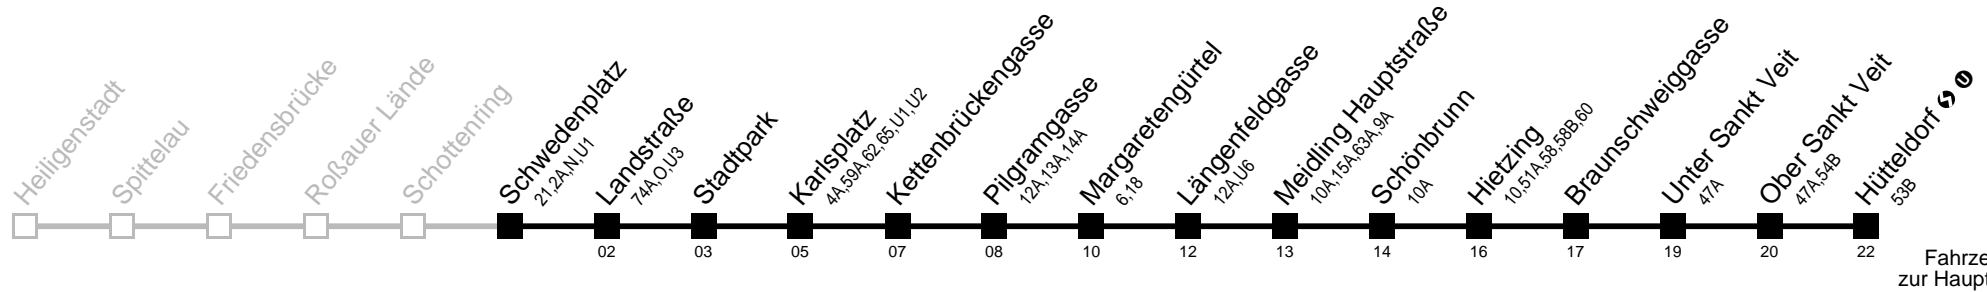 Heiligenstadt
Spittelau
Friedensbrücke
Roßauer Lände
Schottenring
Schwedenplatz
21,2A,N,U1
Landstraße
74A,O,U3
02
Stadtpark
03
Karlsplatz
4A,59A,62,65,U1,U2
05
Kettenbrückengasse
07
Pilgramgasse
12A,13A,14A
08
Margaretengürtel
6,18
10
Längenfeldgasse
12A,U6
12
Meidling Hauptstraße
10A,15A,63A,9A
13
Schönbrunn
10A
14
Hietzing
10,51A,58,58B,60
16
Braunschweiggasse
17
Unter Sankt Veit
47A
19
Ober Sankt Veit
47A,54B
20
Hütteldorf S U
53B
22
Fahrze
zur Haupt